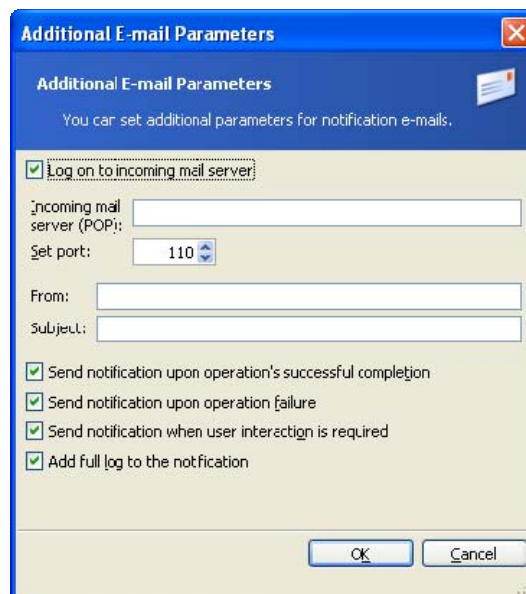 Additional E-mail Parameters
Additional E-mail Parameters
You can set additional parameters for notification e-mails.
Log on to incoming mail server
Incoming mail
server (POP):
Set port:
110
From:
Subject:
Send notification upon operation's successful completion
Send notification upon operation failure
Send notification when user interaction is required
Add full log to the notfication
OK
Cancel